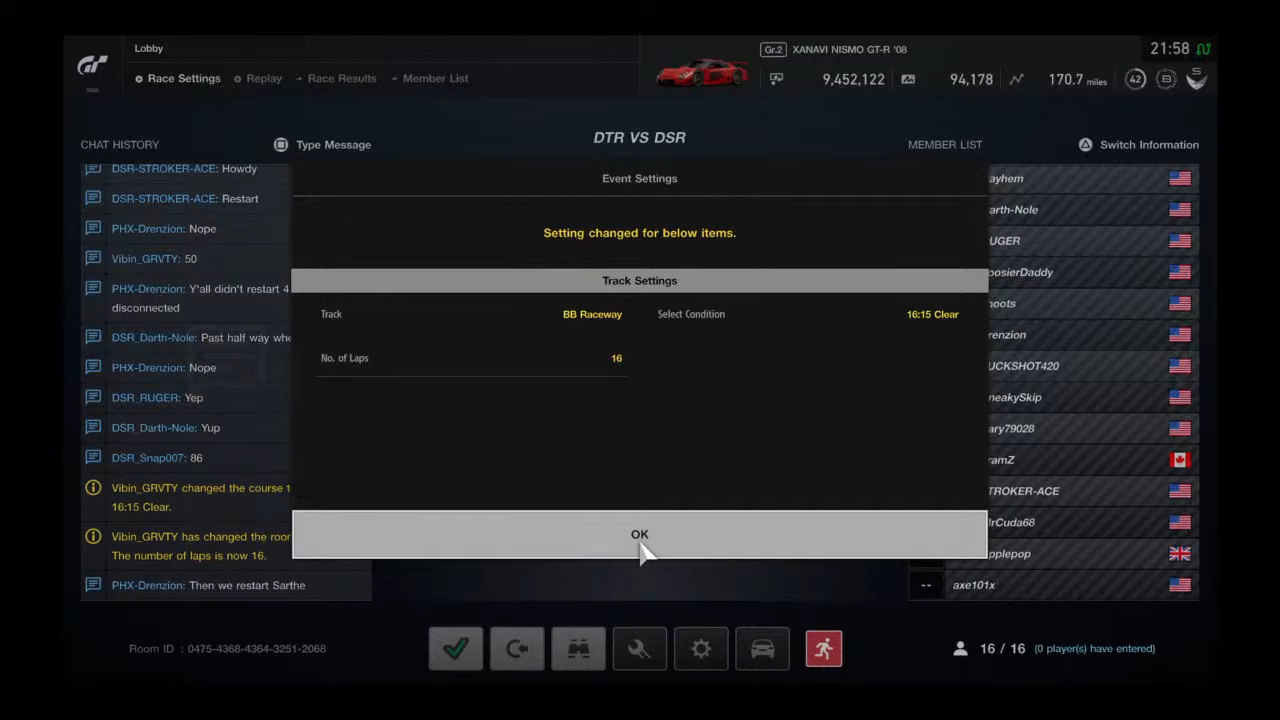 Lobby
Race Settings Replay Race Results Member List
Gr.2 XANAVI NISMO GT-R '08
21:58
9,452,122 94,178 170.7 miles 42 B S
DTR VS DSR
CHAT HISTORY
Type Message
DSR-STROKER-ACE: Howdy
DSR-STROKER-ACE: Restart
PHX-Drenzion: Nope
Vibin_GRVTY: 50
PHX-Drenzion: Y'all didn't restart 4
disconnected
DSR_Darth-Nole: Past half way whe
PHX-Drenzion: Nope
DSR_RUGER: Yep
DSR_Darth-Nole: Yup
DSR_Snap007: 86
Vibin_GRVTY changed the course t
16:15 Clear.
Vibin_GRVTY has changed the roor
The number of laps is now 16.
PHX-Drenzion: Then we restart Sarthe
Event Settings
Setting changed for below items.
Track Settings
Track BB Raceway
Select Condition 16:15 Clear
No. of Laps 16
OK
MEMBER LIST
Switch Information
ayhem
arth-Nole
UGER
oosierDaddy
hoots
renzion
UCKSHOT420
neakySkip
ary79028
ramZ
TROKER-ACE
IrCuda68
pplepop
-- axe101x
Room ID : 0475-4368-4364-3251-2068
16 / 16 (0 player(s) have entered)